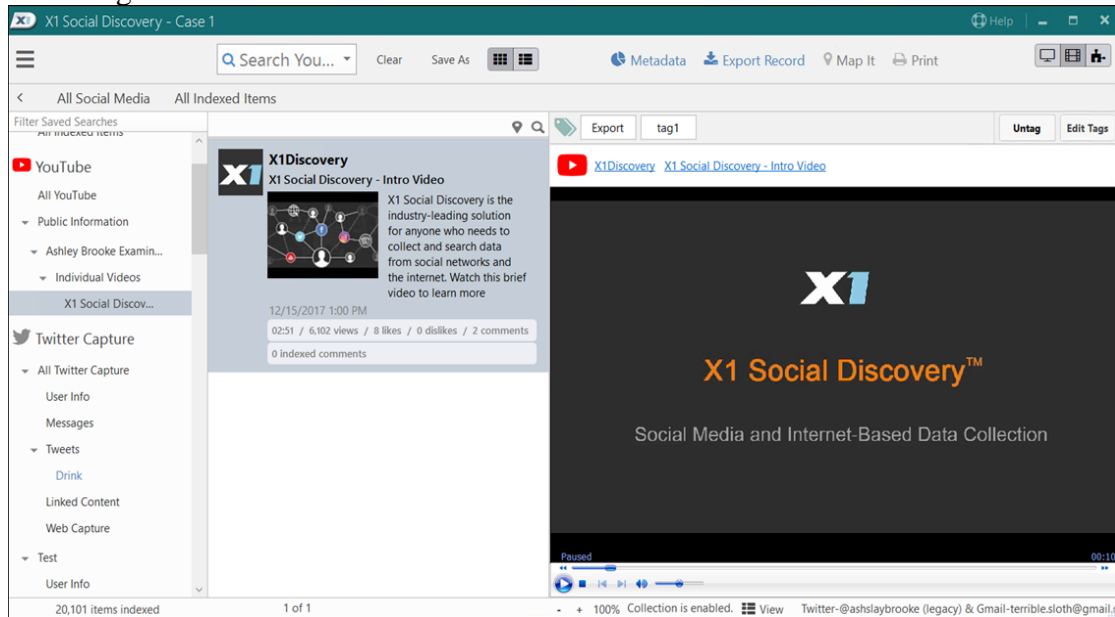 X1 Social Discovery - Case 1
Help
Search You...
Clear
Save As
Metadata
Export Record
Map It
Print
All Social Media
All Indexed Items
Filter Saved Searches
All Indexed Items
YouTube
All YouTube
Public Information
Ashley Brooke Examin...
Individual Videos
X1 Social Discov...
Twitter Capture
All Twitter Capture
User Info
Messages
Tweets
Drink
Linked Content
Web Capture
Test
User Info
20,101 items indexed
X1
X1Discovery
X1 Social Discovery - Intro Video
X1 Social Discovery is the
industry-leading solution
for anyone who needs to
collect and search data
from social networks and
the internet. Watch this brief
video to learn more
12/15/2017 1:00 PM
02:51 / 6,102 views / 8 likes / 0 dislikes / 2 comments
0 indexed comments
1 of 1
Export
tag1
Untag
Edit Tags
X1Discovery X1 Social Discovery - Intro Video
X1
X1 Social Discovery™
Social Media and Internet-Based Data Collection
Paused
00:10
- + 100% Collection is enabled. View Twitter-@ashslaybrooke (legacy) & Gmail-terrible.sloth@gmail.